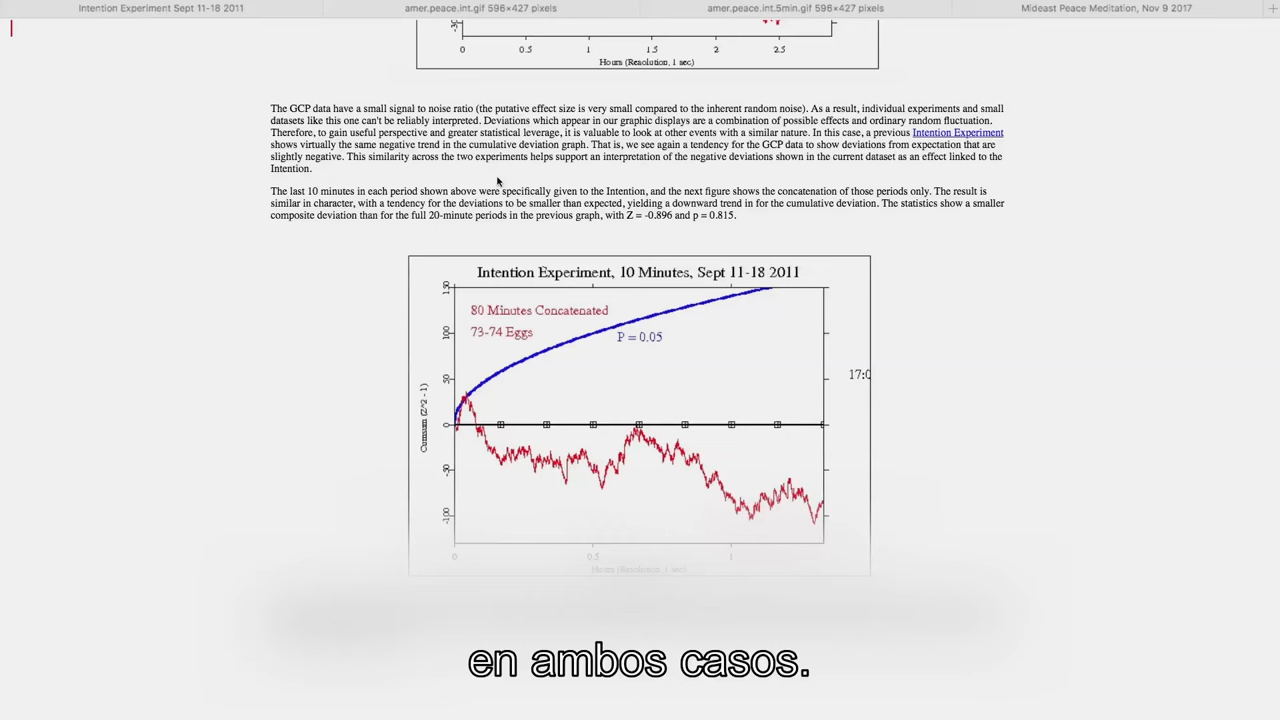 Intention Experiment Sept 11-18 2011
amer.peace.int.gif 596×427 pixels
amer.peace.int.5min.gif 596×427 pixels
Mideast Peace Meditation, Nov 9 2017
0 0.5 1 1.5 2 2.5
Hours (Resolution, 1 sec)
The GCP data have a small signal to noise ratio (the putative effect size is very small compared to the inherent random noise). As a result, individual experiments and small
datasets like this one can't be reliably interpreted. Deviations which appear in our graphic displays are a combination of possible effects and ordinary random fluctuation.
Therefore, to gain useful perspective and greater statistical leverage, it is valuable to look at other events with a similar nature. In this case, a previous Intention Experiment
shows virtually the same negative trend in the cumulative deviation graph. That is, we see again a tendency for the GCP data to show deviations from expectation that are
slightly negative. This similarity across the two experiments helps support an interpretation of the negative deviations shown in the current dataset as an effect linked to the
Intention.
The last 10 minutes in each period shown above were specifically given to the Intention, and the next figure shows the concatenation of those periods only. The result is
similar in character, with a tendency for the deviations to be smaller than expected, yielding a downward trend in for the cumulative deviation. The statistics show a smaller
composite deviation than for the full 20-minute periods in the previous graph, with Z = -0.896 and p = 0.815.
Intention Experiment, 10 Minutes, Sept 11-18 2011
80 Minutes Concatenated
73-74 Eggs
P = 0.05
17:0
Cumsum (Z^2 - 1)
150
100
50
0
-50
-100
0 0.5 1
Hours (Resolution, 1 sec)
en ambos casos.